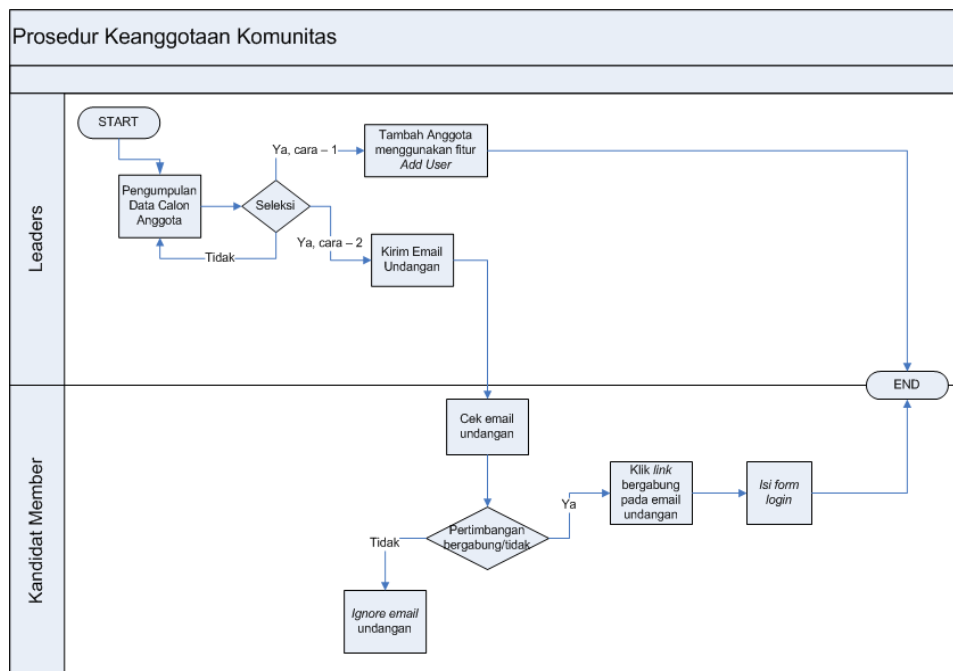 Prosedur Keanggotaan Komunitas
Leaders
START
Pengumpulan
Data Calon
Anggota
Seleksi
Tidak
Ya, cara – 1
Tambah Anggota
menggunakan fitur
Add User
Ya, cara – 2
Kirim Email
Undangan
END
Kandidat Member
Cek email
undangan
Pertimbangan
bergabung/tidak
Tidak
Ignore email
undangan
Ya
Klik link
bergabung
pada email
undangan
Isi form
login